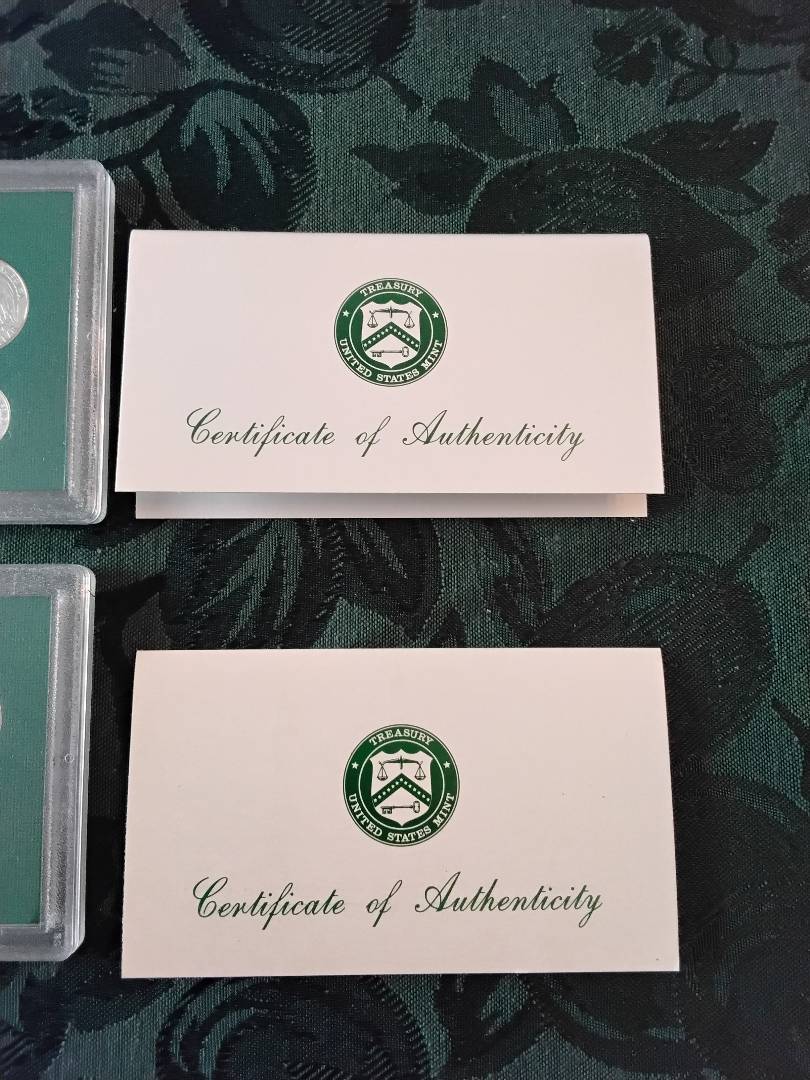 TREASURY
UNITED STATES MINT
Certificate of Authenticity
TREASURY
UNITED STATES MINT
Certificate of Authenticity